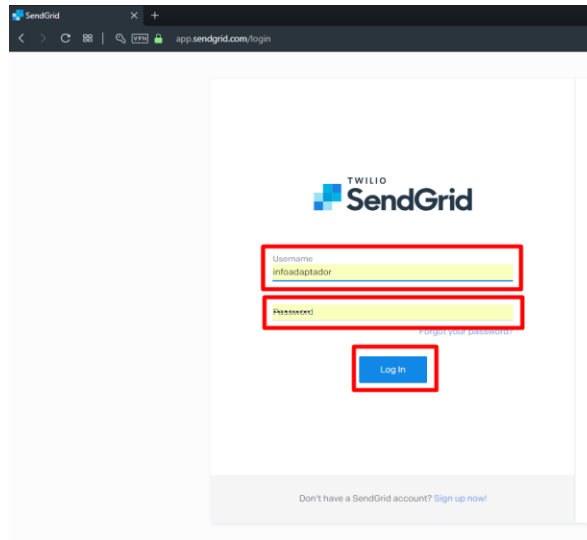 SendGrid
VPN app.sendgrid.com/login
TWILIO
SendGrid
Username
infoadaptador
Password
Forgot your password?
Log In
Don't have a SendGrid account? Sign up now!